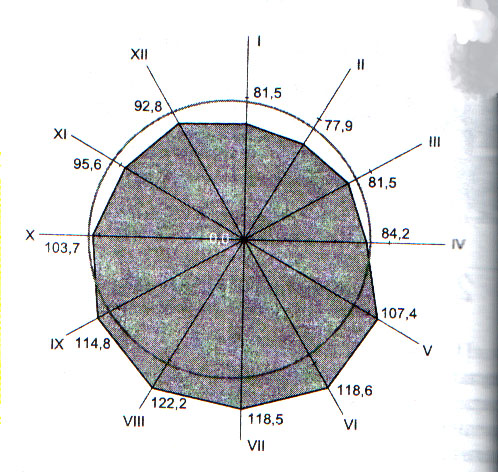 I
81,5
II
77,9
III
81,5
IV
84,2
V
107,4
VI
118,6
VII
118,5
VIII
122,2
IX
114,8
X
103,7
XI
95,6
XII
92,8
0,0